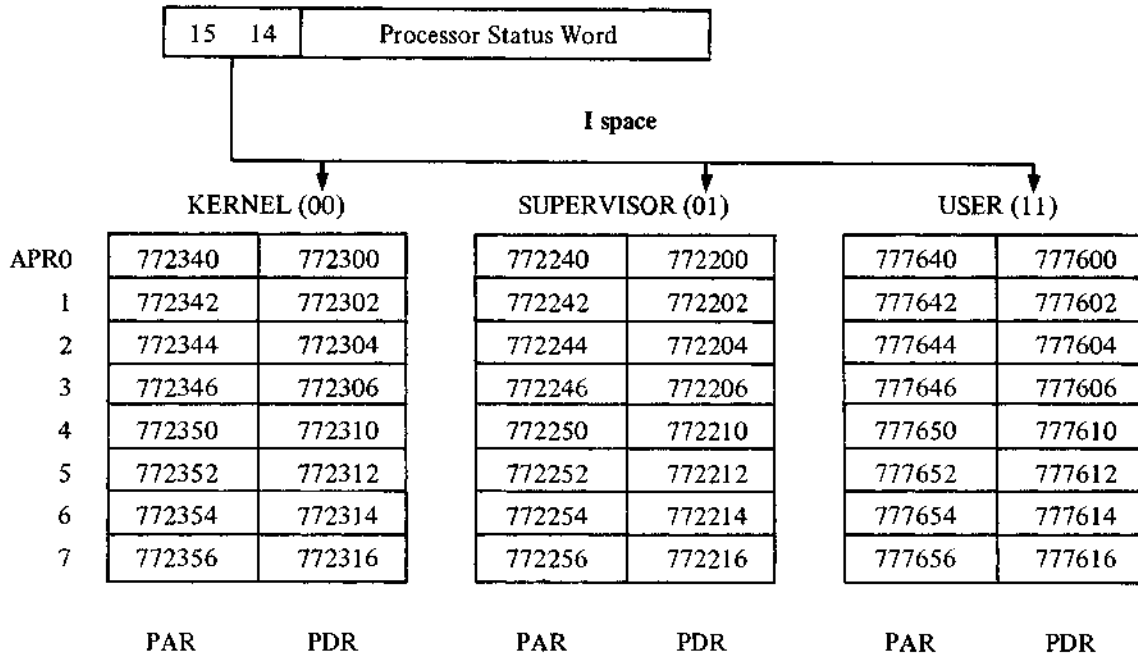 15 14 Processor Status Word
I space
KERNEL (00) SUPERVISOR (01) USER (11)
APR0 772340 772300 772240 772200 777640 777600
1 772342 772302 772242 772202 777642 777602
2 772344 772304 772244 772204 777644 777604
3 772346 772306 772246 772206 777646 777606
4 772350 772310 772250 772210 777650 777610
5 772352 772312 772252 772212 777652 777612
6 772354 772314 772254 772214 777654 777614
7 772356 772316 772256 772216 777656 777616
PAR PDR PAR PDR PAR PDR